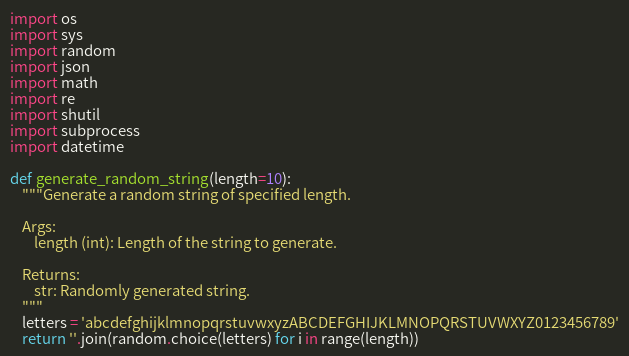 import os
import sys
import random
import json
import math
import re
import shutil
import subprocess
import datetime

def generate_random_string(length=10):
    """Generate a random string of specified length.

    Args:
        length (int): Length of the string to generate.

    Returns:
        str: Randomly generated string.
    """
    letters = 'abcdefghijklmnopqrstuvwxyzABCDEFGHIJKLMNOPQRSTUVWXYZ0123456789'
    return ''.join(random.choice(letters) for i in range(length))